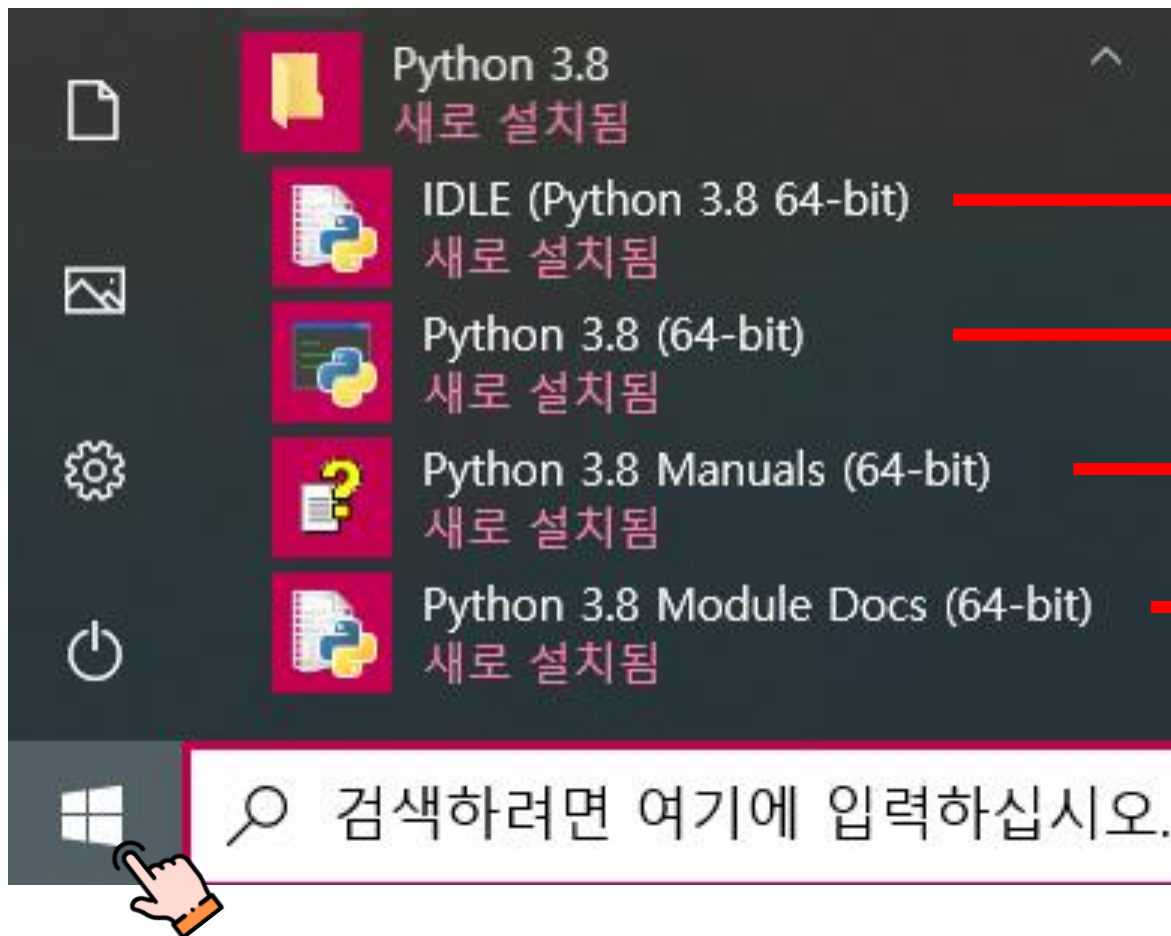 Python 3.8
새로 설치됨
IDLE (Python 3.8 64-bit)
새로 설치됨
Python 3.8 (64-bit)
새로 설치됨
Python 3.8 Manuals (64-bit)
새로 설치됨
Python 3.8 Module Docs (64-bit)
새로 설치됨
검색하려면 여기에 입력하십시오.